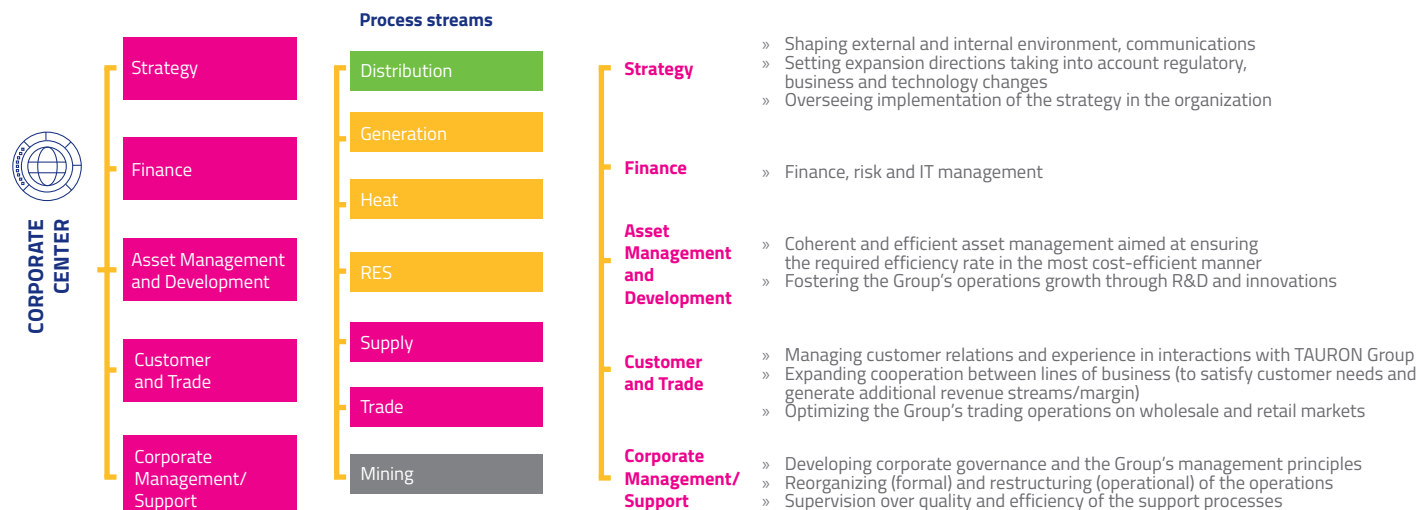 Process streams
CORPORATE
CENTER
Strategy
Finance
Asset Management
and Development
Customer
and Trade
Corporate
Management/
Support
Distribution
Generation
Heat
RES
Supply
Trade
Mining
Strategy
» Shaping external and internal environment, communications
» Setting expansion directions taking into account regulatory,
business and technology changes
» Overseeing implementation of the strategy in the organization
Finance
» Finance, risk and IT management
Asset
Management
and
Development
» Coherent and efficient asset management aimed at ensuring
the required efficiency rate in the most cost-efficient manner
» Fostering the Group's operations growth through R&D and innovations
Customer
and Trade
» Managing customer relations and experience in interactions with TAURON Group
» Expanding cooperation between lines of business (to satisfy customer needs and
generate additional revenue streams/margin)
» Optimizing the Group's trading operations on wholesale and retail markets
Corporate
Management/
Support
» Developing corporate governance and the Group's management principles
» Reorganizing (formal) and restructuring (operational) of the operations
» Supervision over quality and efficiency of the support processes